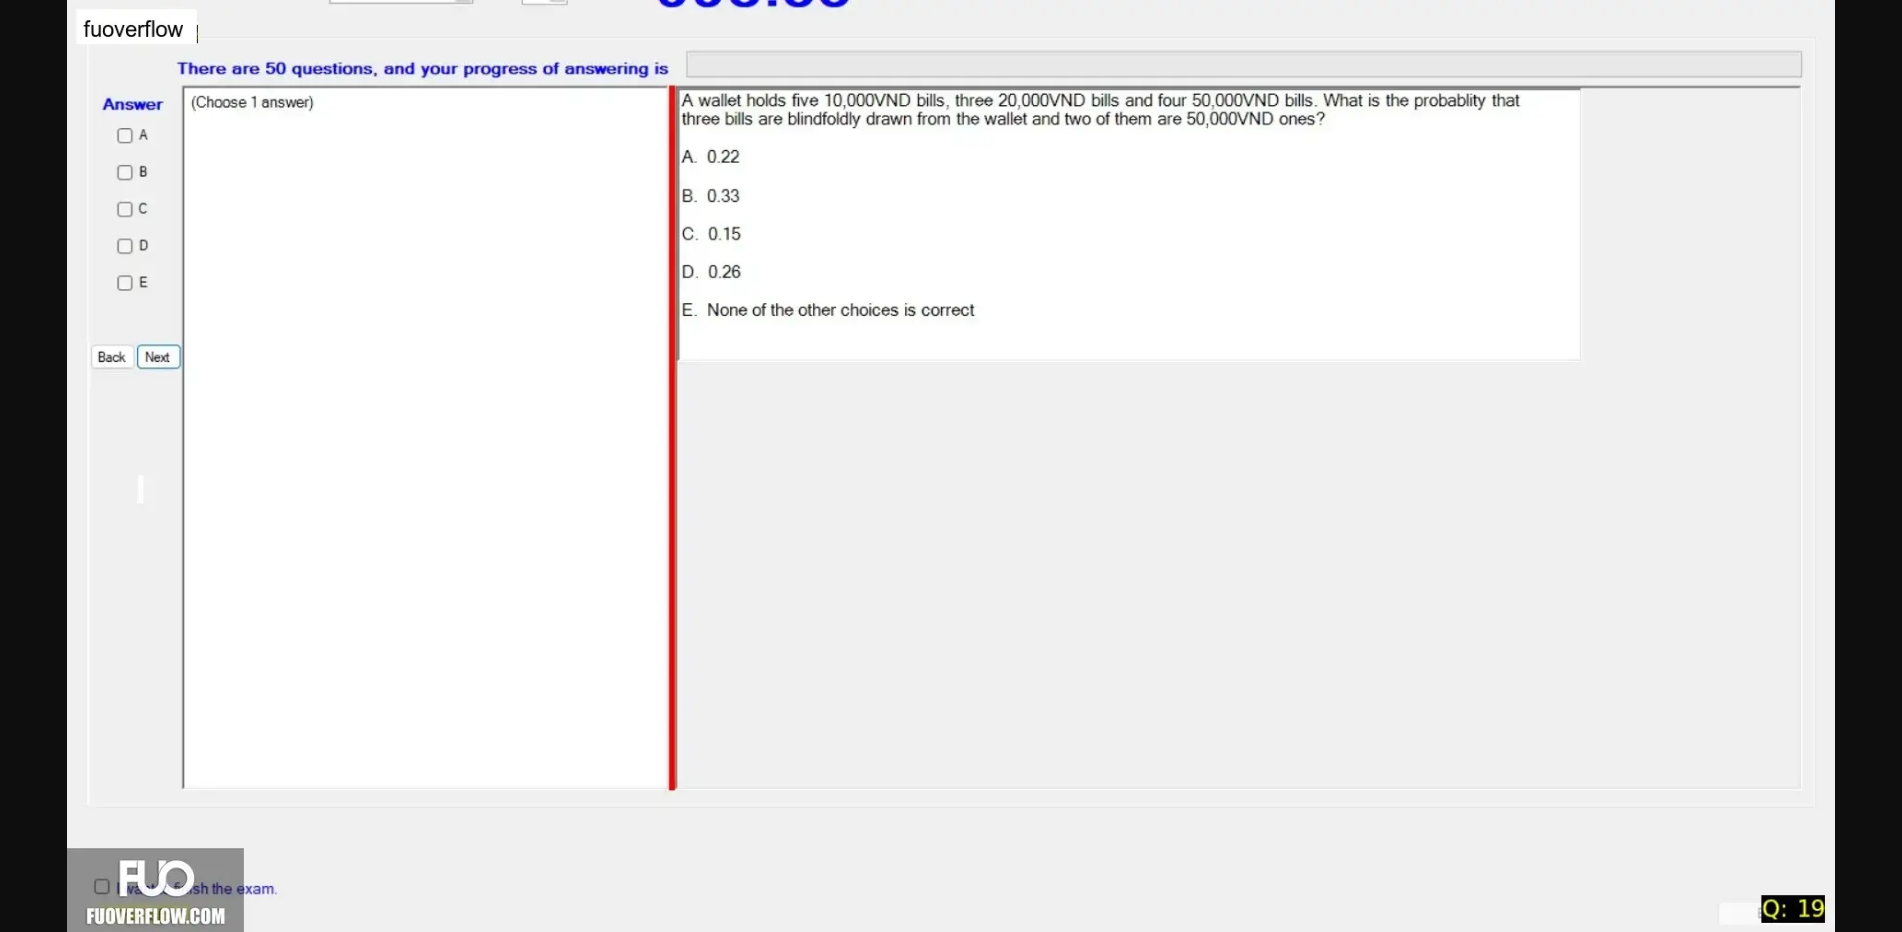 fuoverflow
There are 50 questions, and your progress of answering is
Answer
(Choose 1 answer)
A
B
C
D
E
Back Next
A wallet holds five 10,000VND bills, three 20,000VND bills and four 50,000VND bills. What is the probablity that
three bills are blindfoldly drawn from the wallet and two of them are 50,000VND ones?
A. 0.22
B. 0.33
C. 0.15
D. 0.26
E. None of the other choices is correct
FUO
sh the exam.
FUOVERFLOW.COM
Q: 19